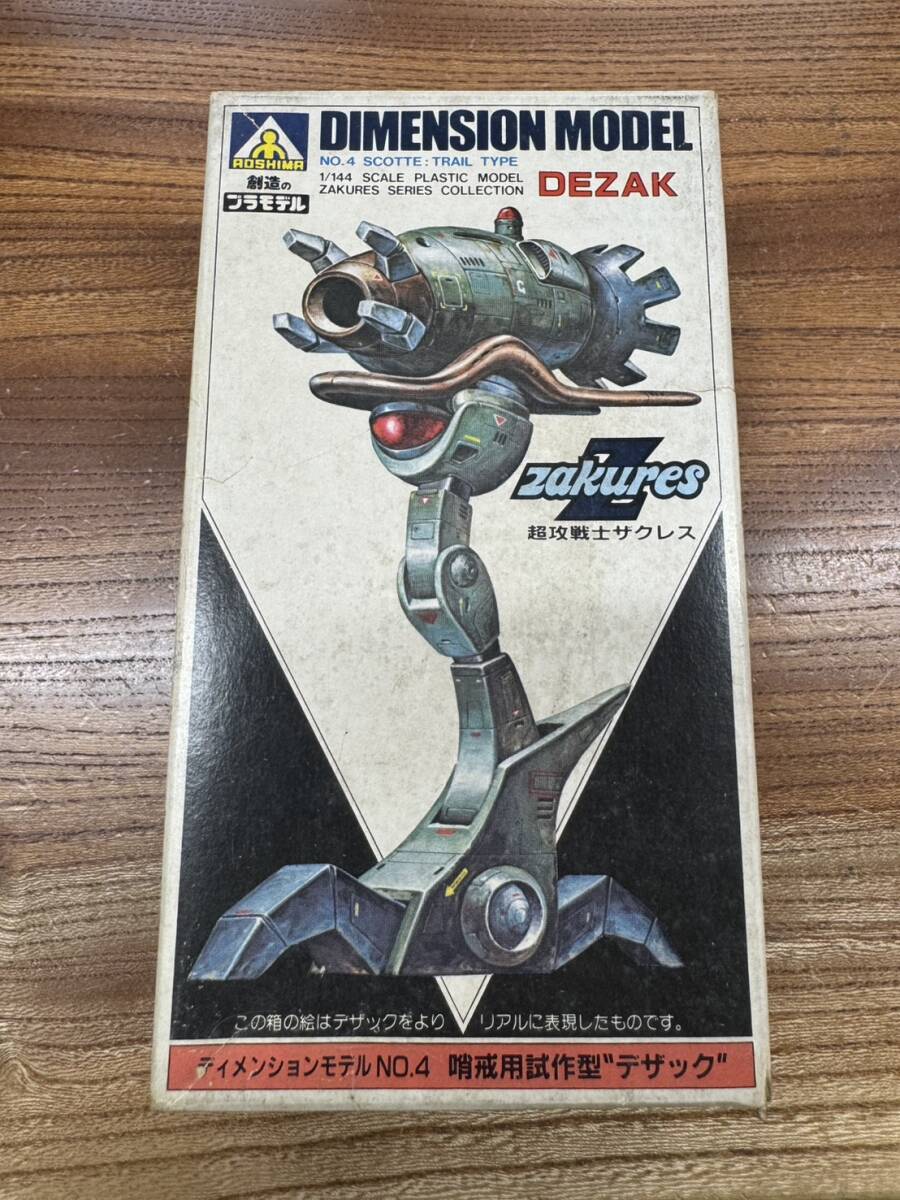 AOSHIMA
創造の
プラモデル
DIMENSION MODEL
NO.4 SCOTTE: TRAIL TYPE
1/144 SCALE PLASTIC MODEL
ZAKURES SERIES COLLECTION
DEZAK
G
Z
zakures
超攻戦士ザクレス
この箱の絵はデザックをより リアルに表現したものです。
ディメンションモデルNO.4 哨戒用試作型"デザック"